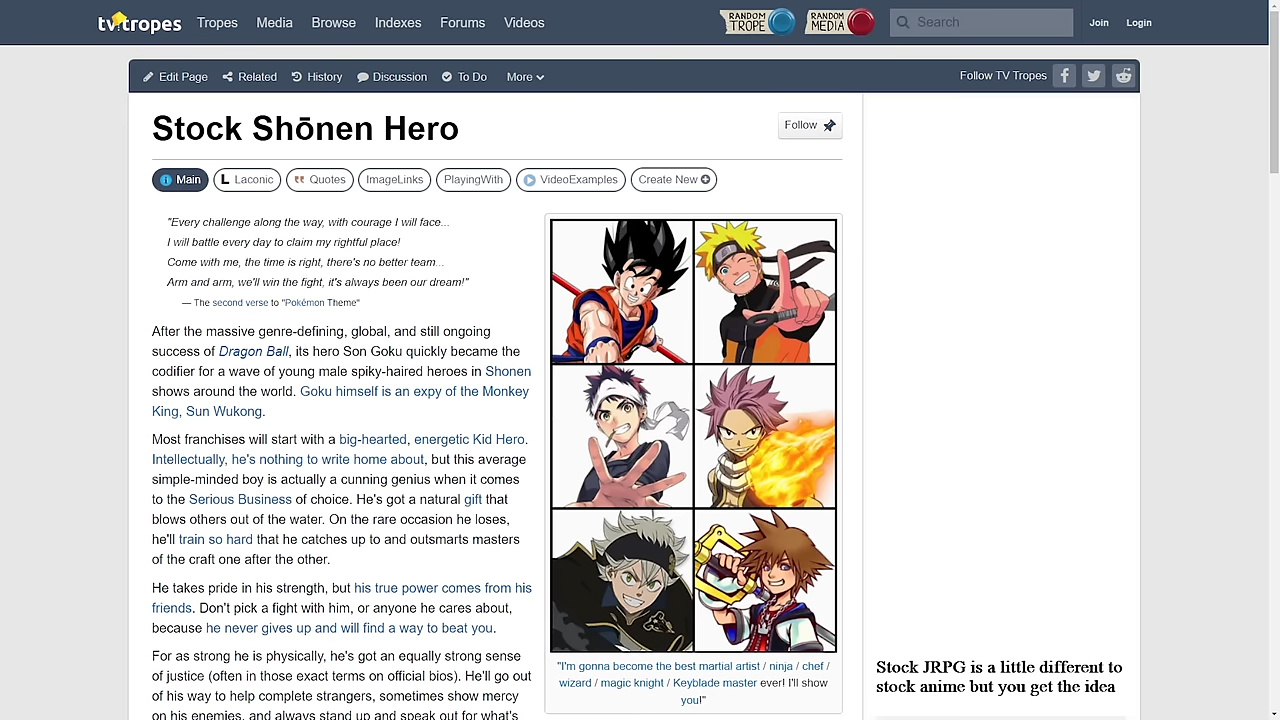 tv tropes
Tropes
Media
Browse
Indexes
Forums
Videos
RANDOM TROPE
RANDOM MEDIA
Search
Join
Login
Edit Page
Related
History
Discussion
To Do
More
Follow TV Tropes
Stock Shōnen Hero
Follow
Main
Laconic
Quotes
ImageLinks
PlayingWith
VideoExamples
Create New
"Every challenge along the way, with courage I will face...
I will battle every day to claim my rightful place!
Come with me, the time is right, there's no better team...
Arm and arm, we'll win the fight, it's always been our dream!"
— The second verse to "Pokémon Theme"
After the massive genre-defining, global, and still ongoing
success of Dragon Ball, its hero Son Goku quickly became the
codifier for a wave of young male spiky-haired heroes in Shonen
shows around the world. Goku himself is an expy of the Monkey
King, Sun Wukong.
Most franchises will start with a big-hearted, energetic Kid Hero.
Intellectually, he's nothing to write home about, but this average
simple-minded boy is actually a cunning genius when it comes
to the Serious Business of choice. He's got a natural gift that
blows others out of the water. On the rare occasion he loses,
he'll train so hard that he catches up to and outsmarts masters
of the craft one after the other.
He takes pride in his strength, but his true power comes from his
friends. Don't pick a fight with him, or anyone he cares about,
because he never gives up and will find a way to beat you.
For as strong he is physically, he's got an equally strong sense
of justice (often in those exact terms on official bios). He'll go out
of his way to help complete strangers, sometimes show mercy
on his enemies, and always stand up and speak out for what's
"I'm gonna become the best martial artist / ninja / chef /
wizard / magic knight / Keyblade master ever! I'll show
you!"
Stock JRPG is a little different to
stock anime but you get the idea